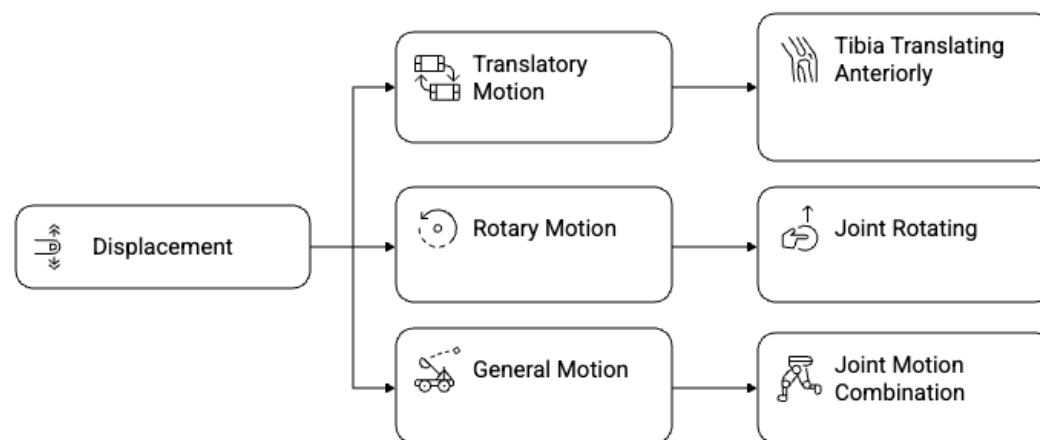 Displacement
Translatory
Motion
Tibia Translating
Anteriorly
Rotary Motion
Joint Rotating
General Motion
Joint Motion
Combination